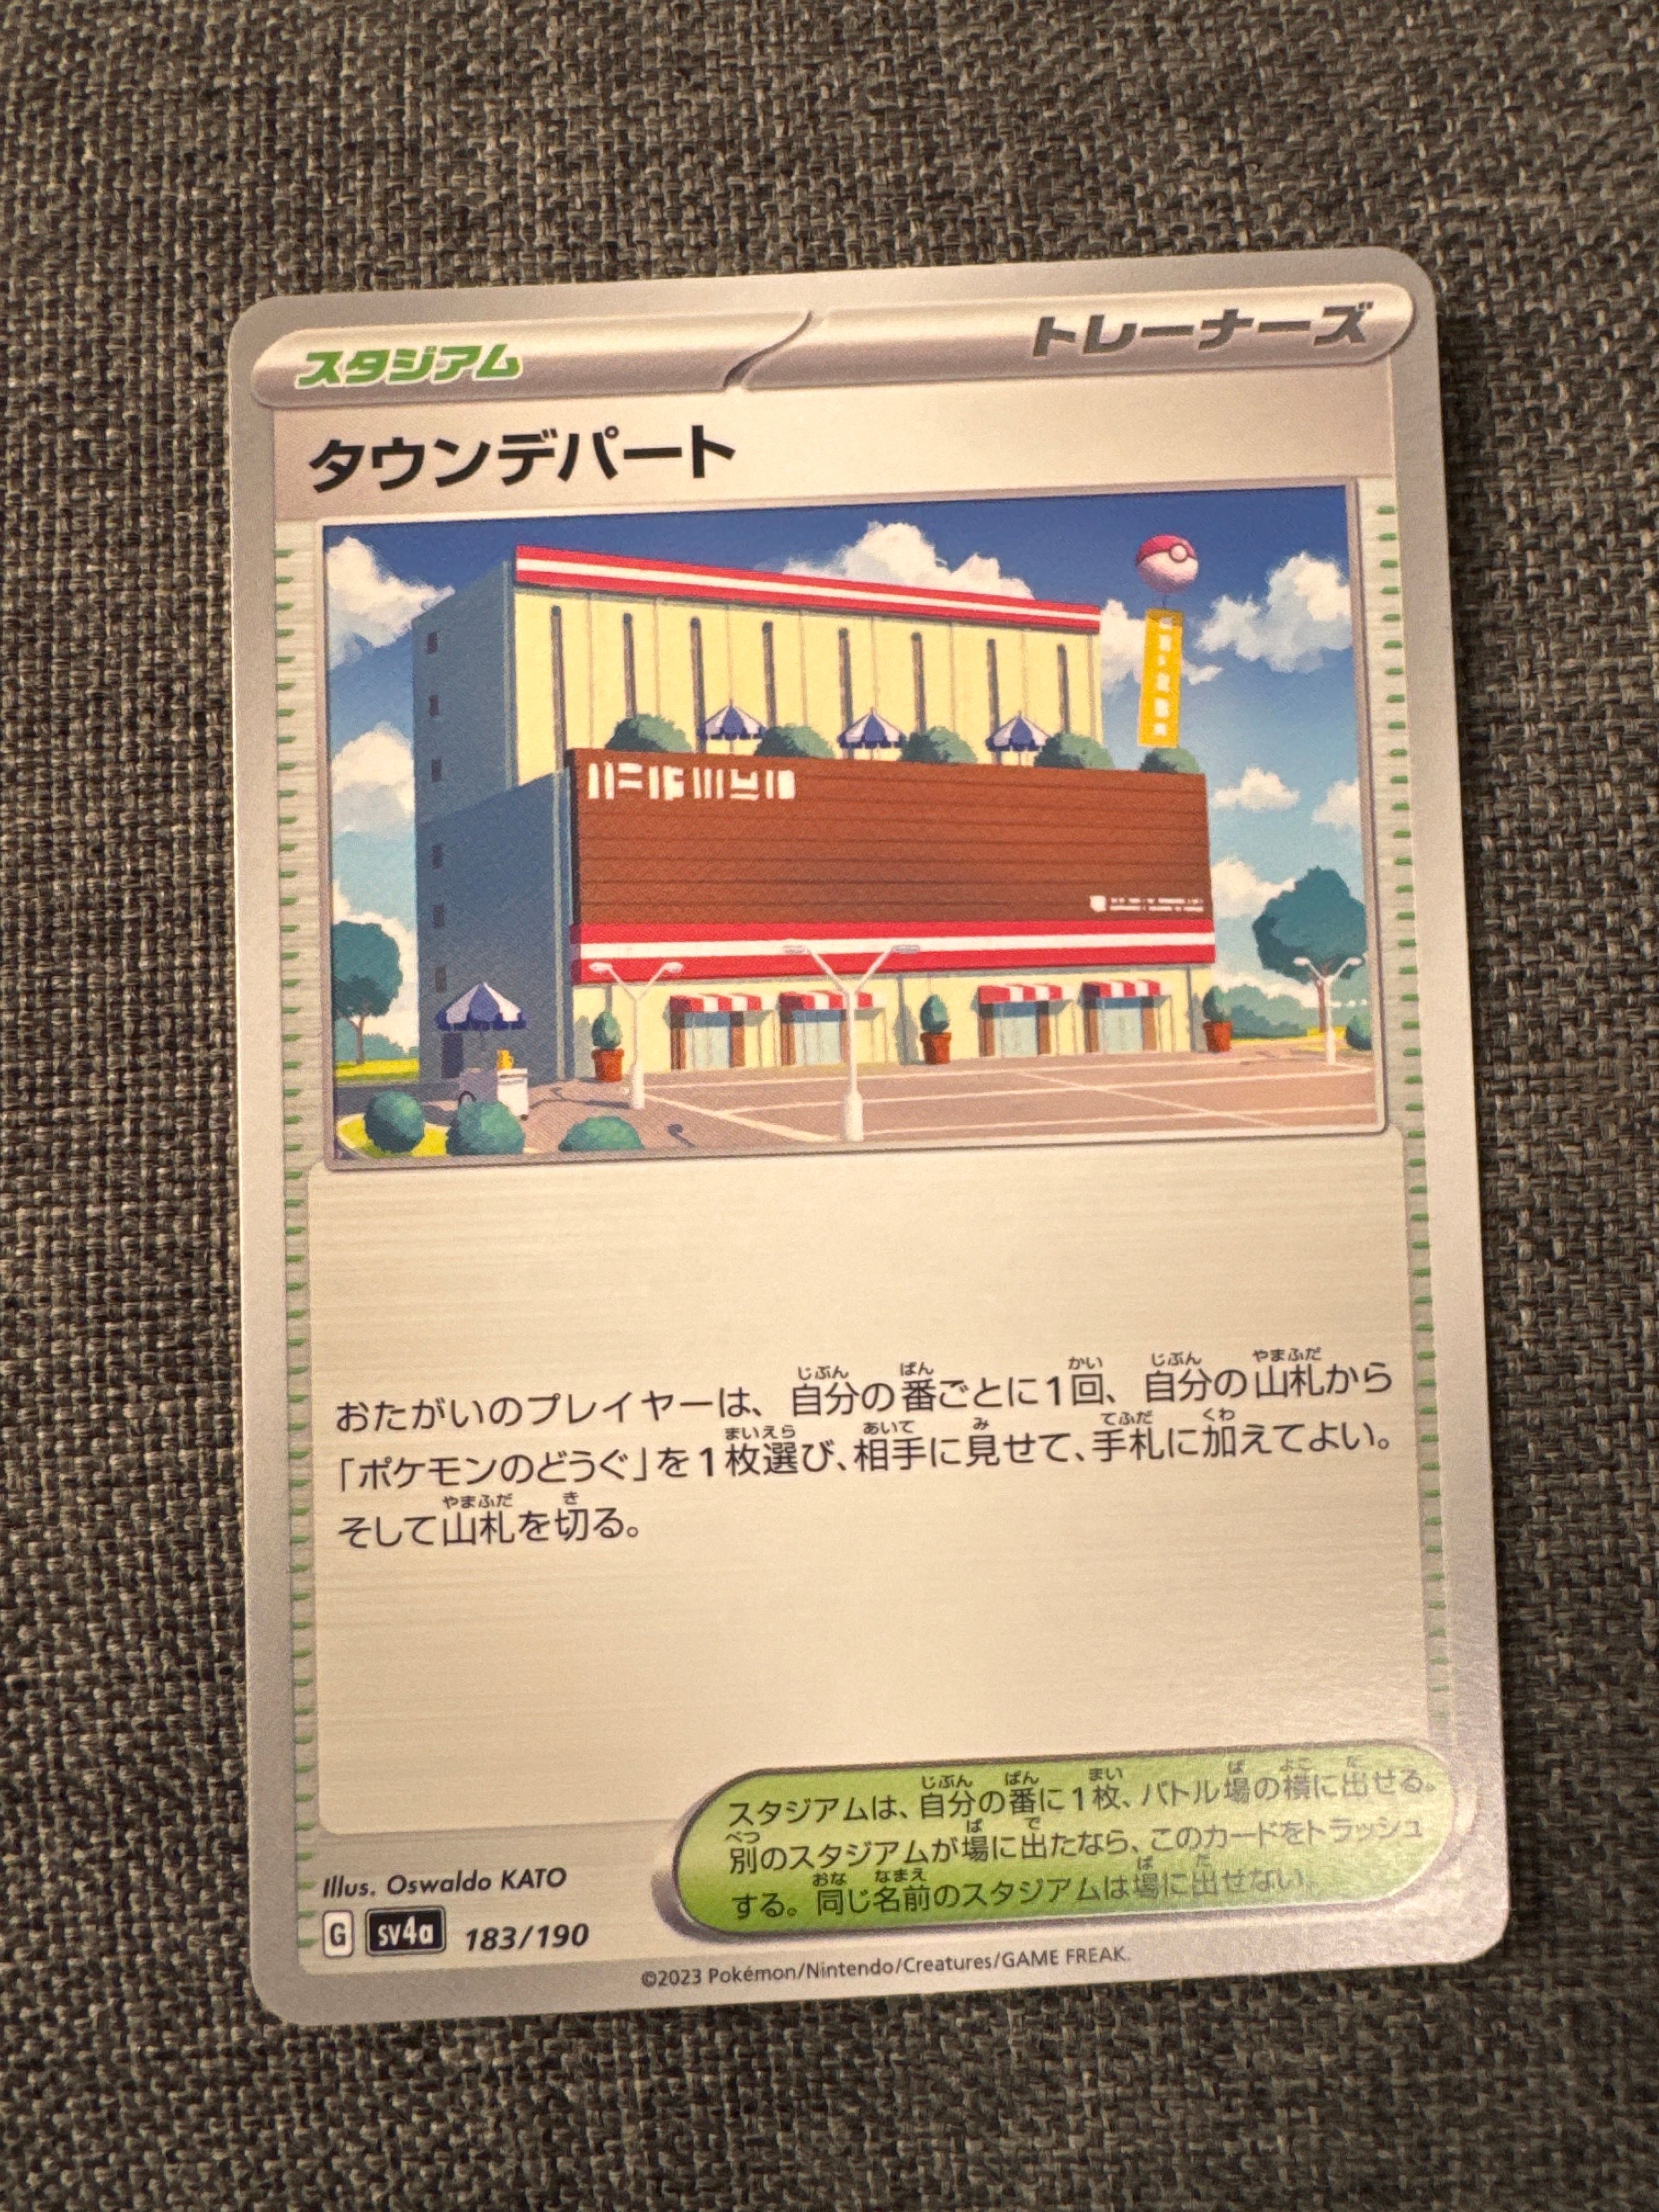 スタジアム
トレーナーズ
タウンデパート
おたがいのプレイヤーは、自分の番ごとに1回、自分の山札から
「ポケモンのどうぐ」を1枚選び、相手に見せて、手札に加えてよい。
そして山札を切る。
スタジアムは、自分の番に1枚、バトル場の横に出せる。
別のスタジアムが場に出たなら、このカードをトラッシュ
する。同じ名前のスタジアムは場に出せない。
Illus. Oswaldo KATO
G SV4a 183/190
©2023 Pokémon/Nintendo/Creatures/GAME FREAK.